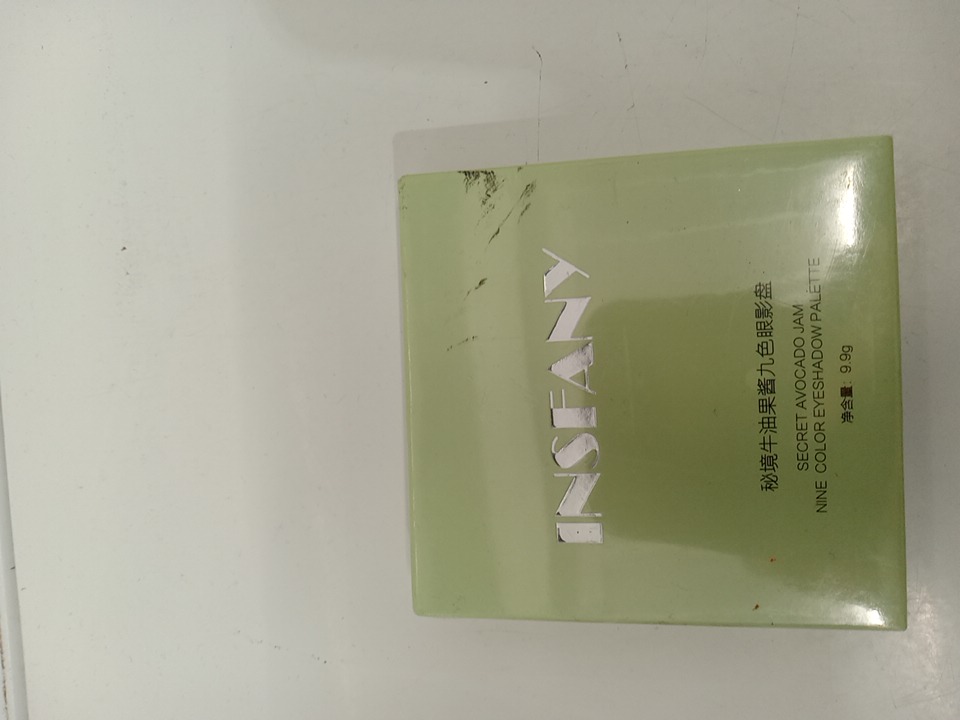 INSFANY
秘境牛油果酱九色眼影盘
SECRET AVOCADO JAM
NINE COLOR EYESHADOW PALETTE
净含量：9.9g